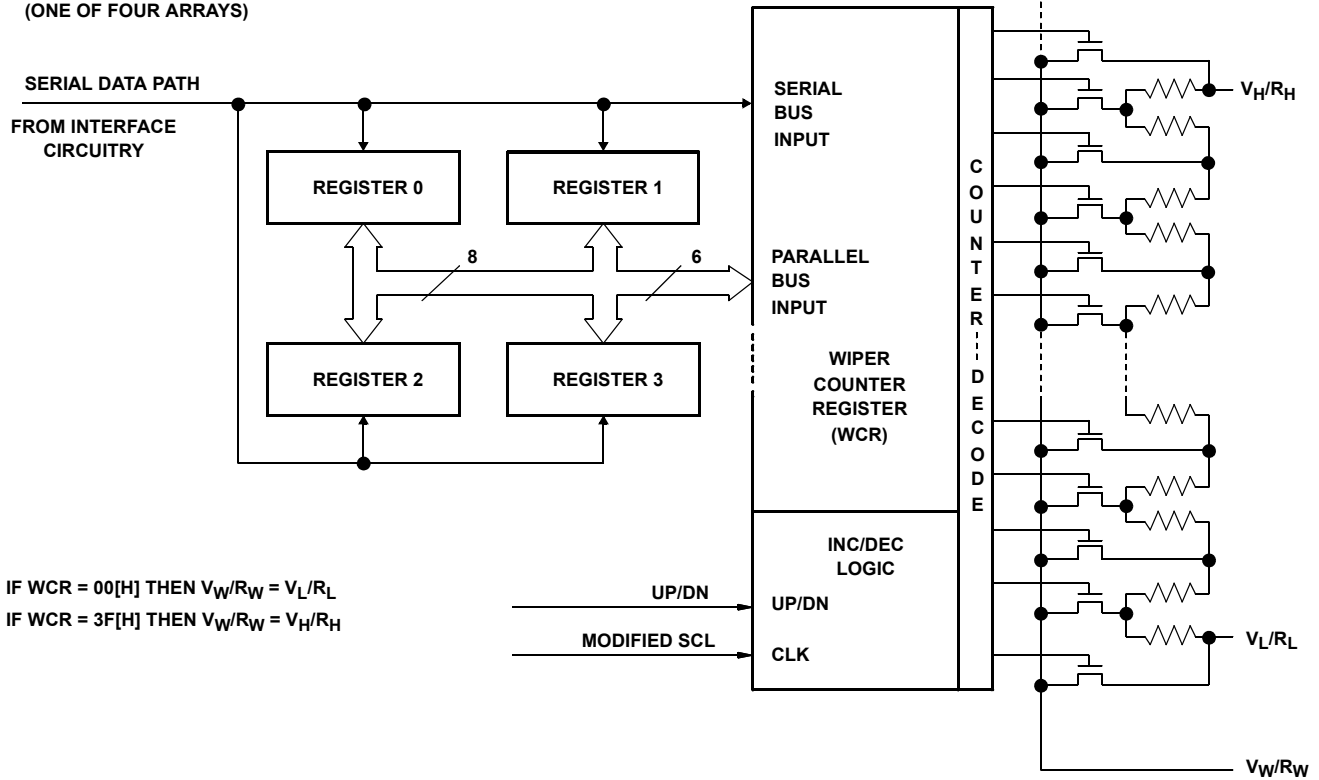 (ONE OF FOUR ARRAYS)
SERIAL DATA PATH
FROM INTERFACE
CIRCUITRY
REGISTER 0
REGISTER 1
8
6
REGISTER 2
REGISTER 3
SERIAL
BUS
INPUT
PARALLEL
BUS
INPUT
WIPER
COUNTER
REGISTER
(WCR)
INC/DEC
LOGIC
UP/DN
UP/DN
MODIFIED SCL
CLK
COUNTER
DECODE
VH/RH
VL/RL
VW/RW
IF WCR = 00[H] THEN VW/RW = VL/RL
IF WCR = 3F[H] THEN VW/RW = VH/RH